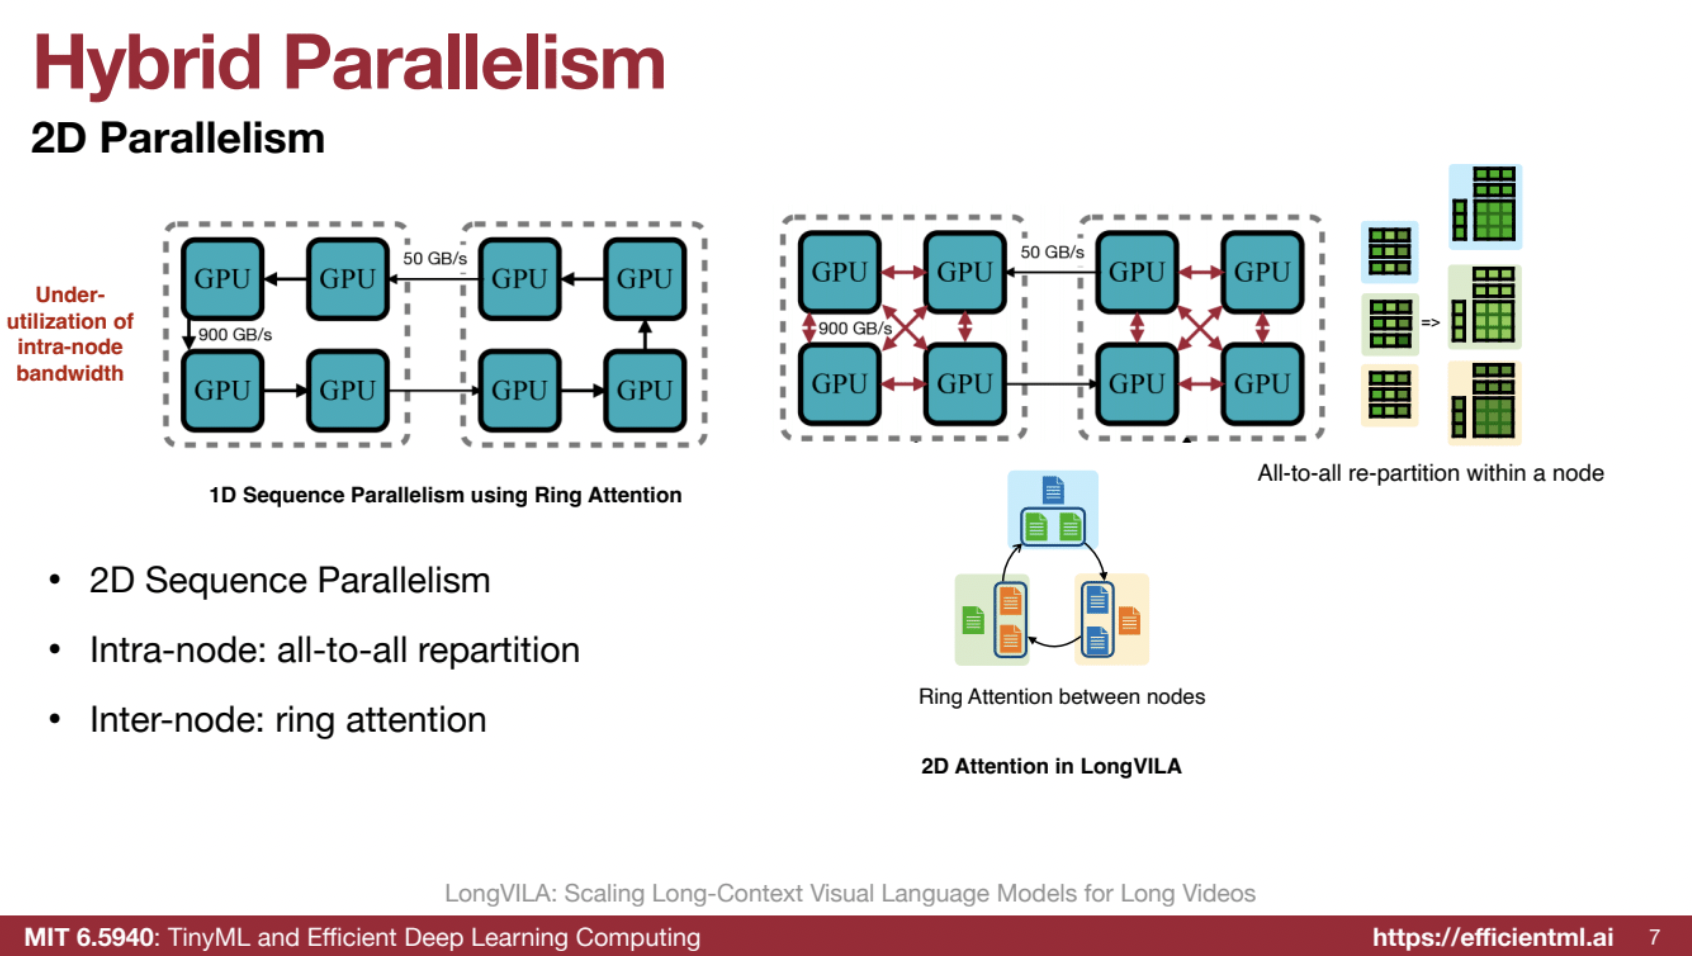 Hybrid Parallelism
2D Parallelism
Under-
utilization of
intra-node
bandwidth
GPU GPU 50 GB/s GPU GPU
900 GB/s
GPU GPU GPU GPU
1D Sequence Parallelism using Ring Attention
GPU GPU 50 GB/s GPU GPU
900 GB/s
GPU GPU GPU GPU
=>
All-to-all re-partition within a node
Ring Attention between nodes
2D Attention in LongVILA
• 2D Sequence Parallelism
• Intra-node: all-to-all repartition
• Inter-node: ring attention
LongVILA: Scaling Long-Context Visual Language Models for Long Videos
MIT 6.5940: TinyML and Efficient Deep Learning Computing
https://efficientml.ai 7